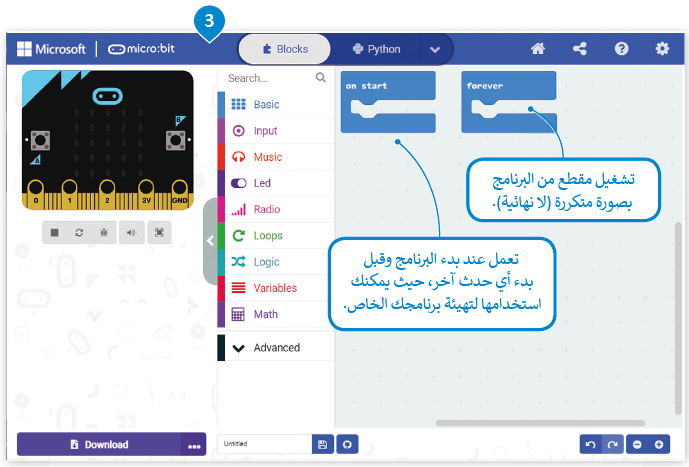 3
Microsoft micro:bit Blocks Python
Search...
Basic
Input
Music
Led
Radio
Loops
Logic
Variables
Math
Advanced
on start
forever
تشغيل مقطع من البرنامج
بصورة متكررة (لا نهائية).
تعمل عند بدء البرنامج وقبل
بدء أي حدث آخر، حيث يمكنك
استخدامها لتهيئة برنامجك الخاص.
A
B
0 1 2 3V GND
Download
Untitled